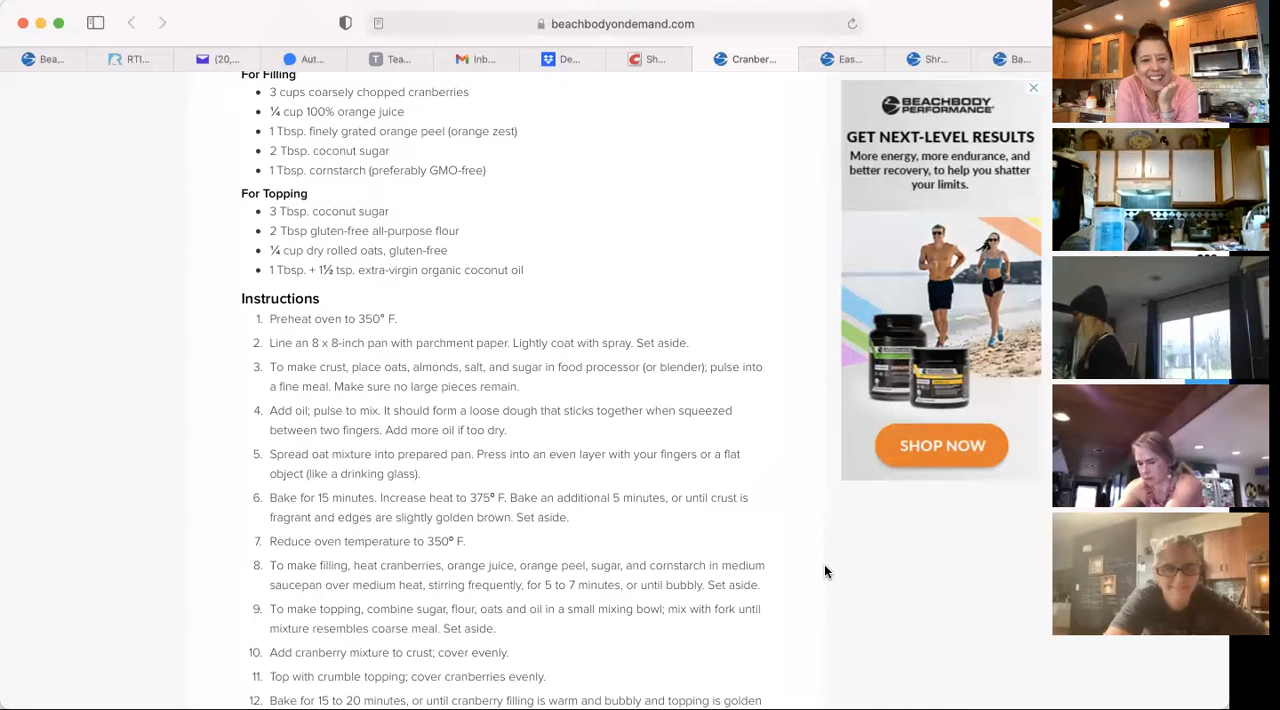 beachbodyondemand.com
Bea...
RTI...
(20,...
Aut...
Tea...
Inb...
De...
Sh...
Cranber...
Eas...
Shr...
Ba...
For Filling
3 cups coarsely chopped cranberries
¼ cup 100% orange juice
1 Tbsp. finely grated orange peel (orange zest)
2 Tbsp. coconut sugar
1 Tbsp. cornstarch (preferably GMO-free)
For Topping
3 Tbsp. coconut sugar
2 Tbsp gluten-free all-purpose flour
¼ cup dry rolled oats, gluten-free
1 Tbsp. + 1½ tsp. extra-virgin organic coconut oil
Instructions
1. Preheat oven to 350° F.
2. Line an 8 x 8-inch pan with parchment paper. Lightly coat with spray. Set aside.
3. To make crust, place oats, almonds, salt, and sugar in food processor (or blender); pulse into
a fine meal. Make sure no large pieces remain.
4. Add oil; pulse to mix. It should form a loose dough that sticks together when squeezed
between two fingers. Add more oil if too dry.
5. Spread oat mixture into prepared pan. Press into an even layer with your fingers or a flat
object (like a drinking glass).
6. Bake for 15 minutes. Increase heat to 375° F. Bake an additional 5 minutes, or until crust is
fragrant and edges are slightly golden brown. Set aside.
7. Reduce oven temperature to 350° F.
8. To make filling, heat cranberries, orange juice, orange peel, sugar, and cornstarch in medium
saucepan over medium heat, stirring frequently, for 5 to 7 minutes, or until bubbly. Set aside.
9. To make topping, combine sugar, flour, oats and oil in a small mixing bowl; mix with fork until
mixture resembles coarse meal. Set aside.
10. Add cranberry mixture to crust; cover evenly.
11. Top with crumble topping; cover cranberries evenly.
12. Bake for 15 to 20 minutes, or until cranberry filling is warm and bubbly and topping is golden
BEACHBODY
PERFORMANCE
GET NEXT-LEVEL RESULTS
More energy, more endurance, and
better recovery, to help you shatter
your limits.
SHOP NOW